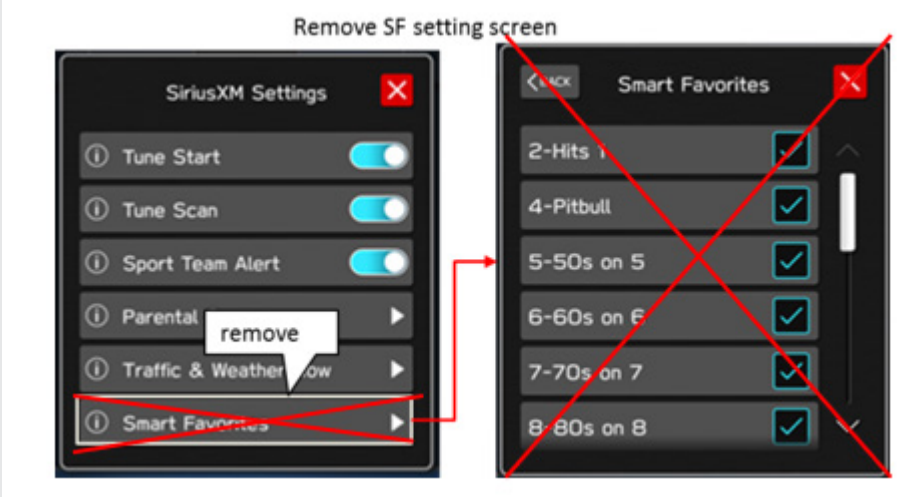 Remove SF setting screen
SiriusXM Settings
Tune Start
Tune Scan
Sport Team Alert
Parental
remove
Traffic & Weather
Smart Favorites
BACK
Smart Favorites
2-Hits 1
4-Pitbull
5-50s on 5
6-60s on 6
7-70s on 7
8-80s on 8